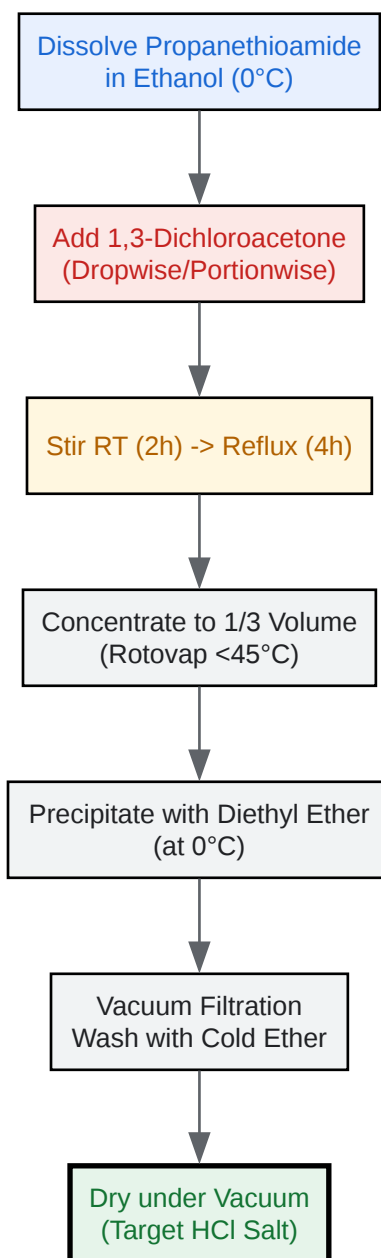 Dissolve Propanethioamide
in Ethanol (0°C)
Add 1,3-Dichloroacetone
(Dropwise/Portionwise)
Stir RT (2h) -> Reflux (4h)
Concentrate to 1/3 Volume
(Rotovap <45°C)
Precipitate with Diethyl Ether
(at 0°C)
Vacuum Filtration
Wash with Cold Ether
Dry under Vacuum
(Target HCl Salt)